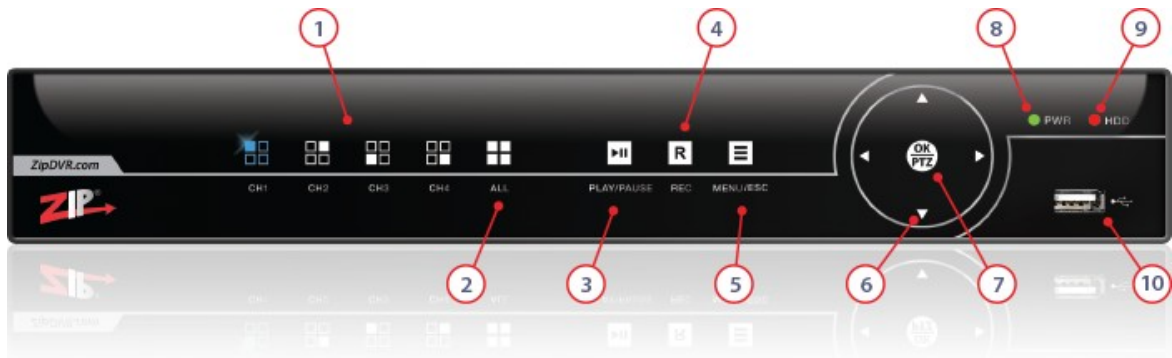 1
4
8
9
PWR
HDD
OK
PTZ
R
ZipDVR.com
CH1
CH2
CH3
CH4
ALL
PLAY/PAUSE
REC
MENU/ESC
ZIP
2
3
5
6
7
10